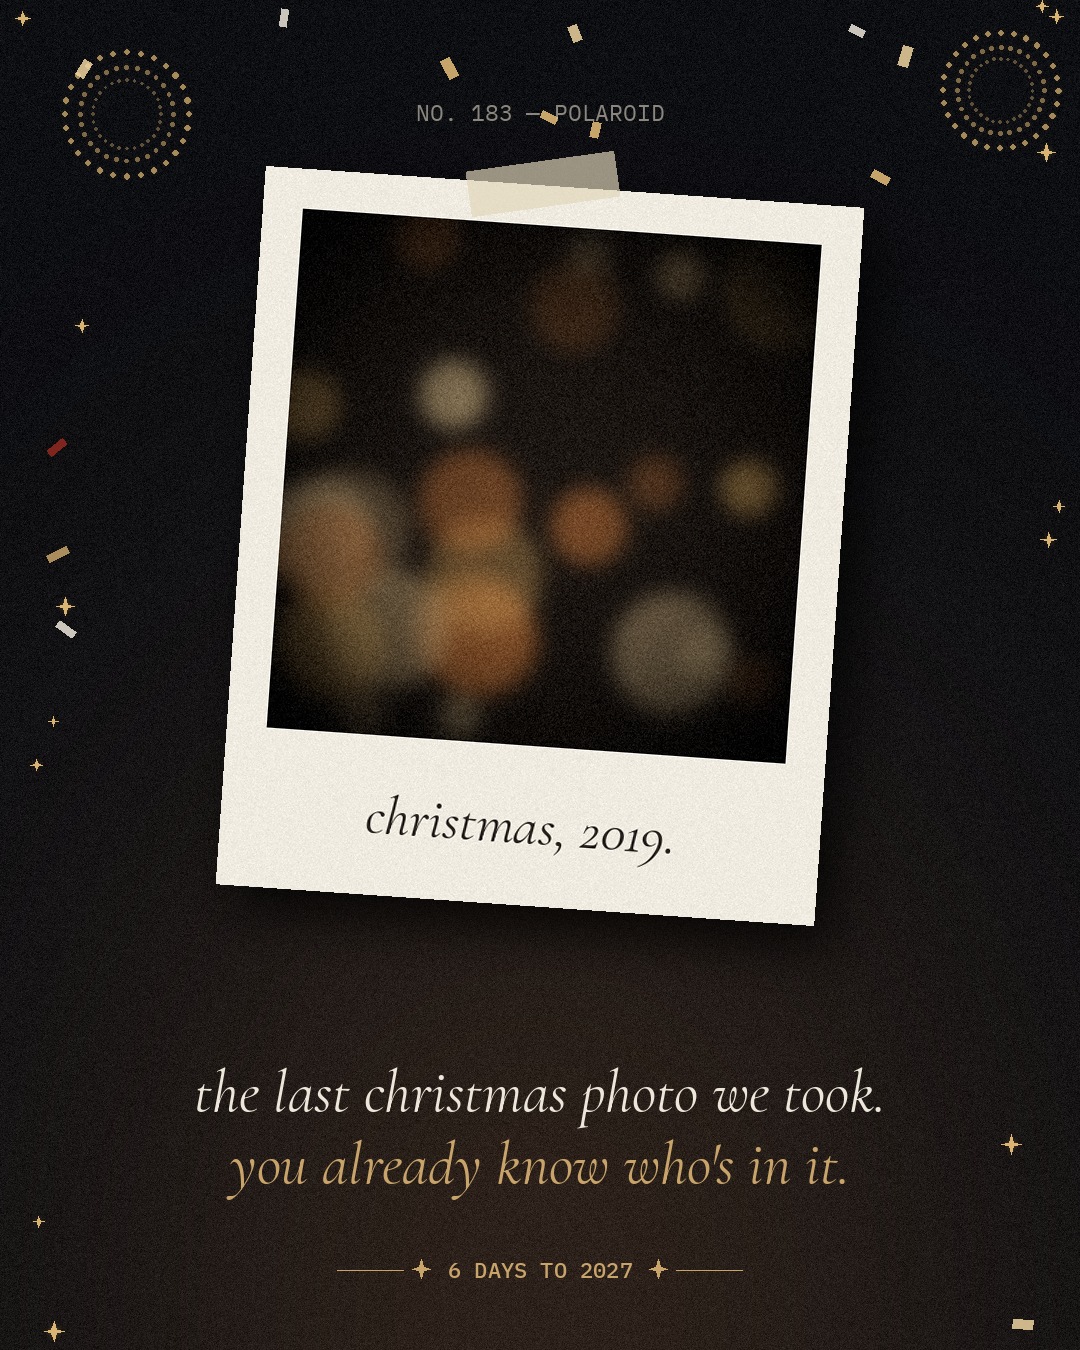 NO. 183 — POLAROID
christmas, 2019.
the last christmas photo we took.
you already know who's in it.
6 DAYS TO 2027